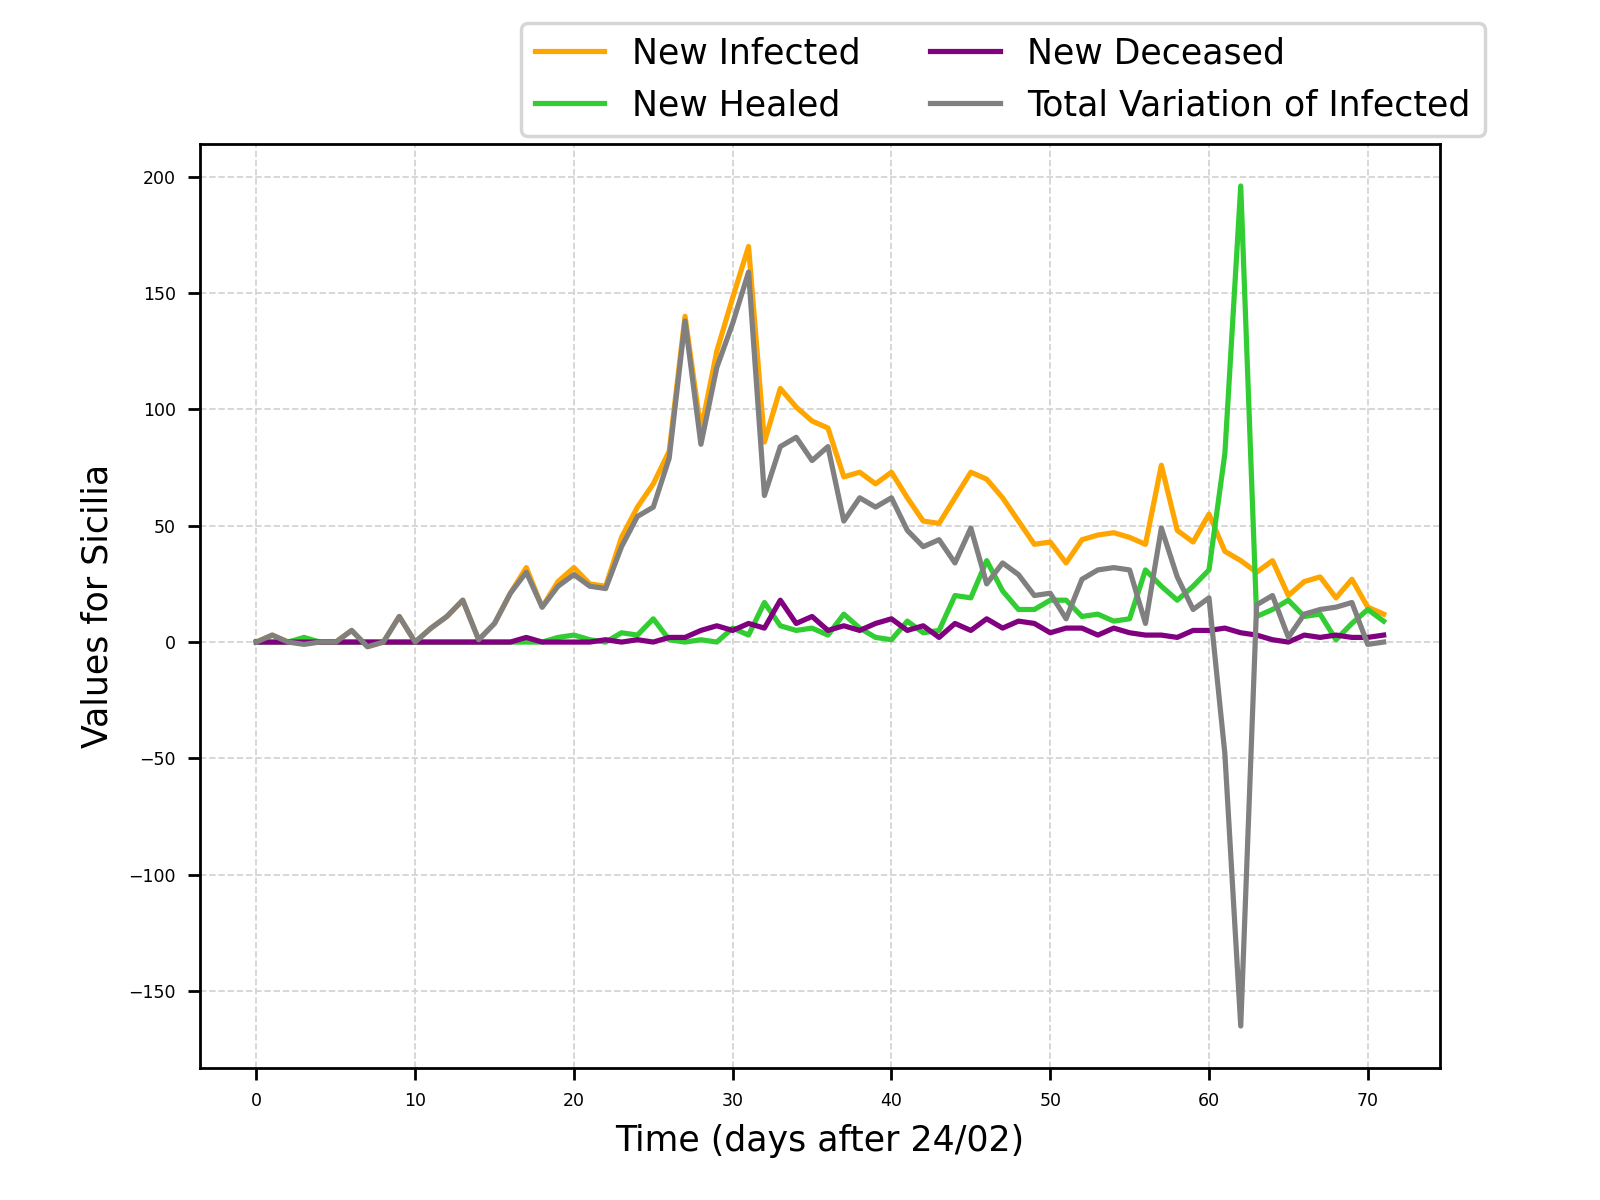 New Infected
New Healed
New Deceased
Total Variation of Infected
200
150
100
50
0
−50
−100
−150
Values for Sicilia
0 10 20 30 40 50 60 70
Time (days after 24/02)